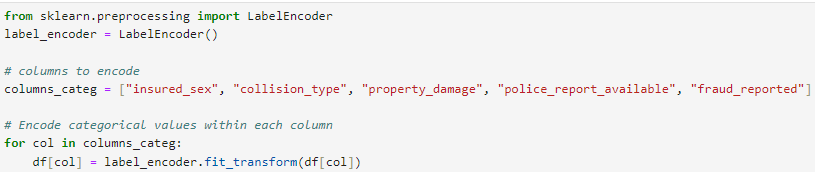 from sklearn.preprocessing import LabelEncoder
label_encoder = LabelEncoder()
# columns to encode
columns_categ = ["insured_sex", "collision_type", "property_damage", "police_report_available", "fraud_reported"]
# Encode categorical values within each column
for col in columns_categ:
    df[col] = label_encoder.fit_transform(df[col])